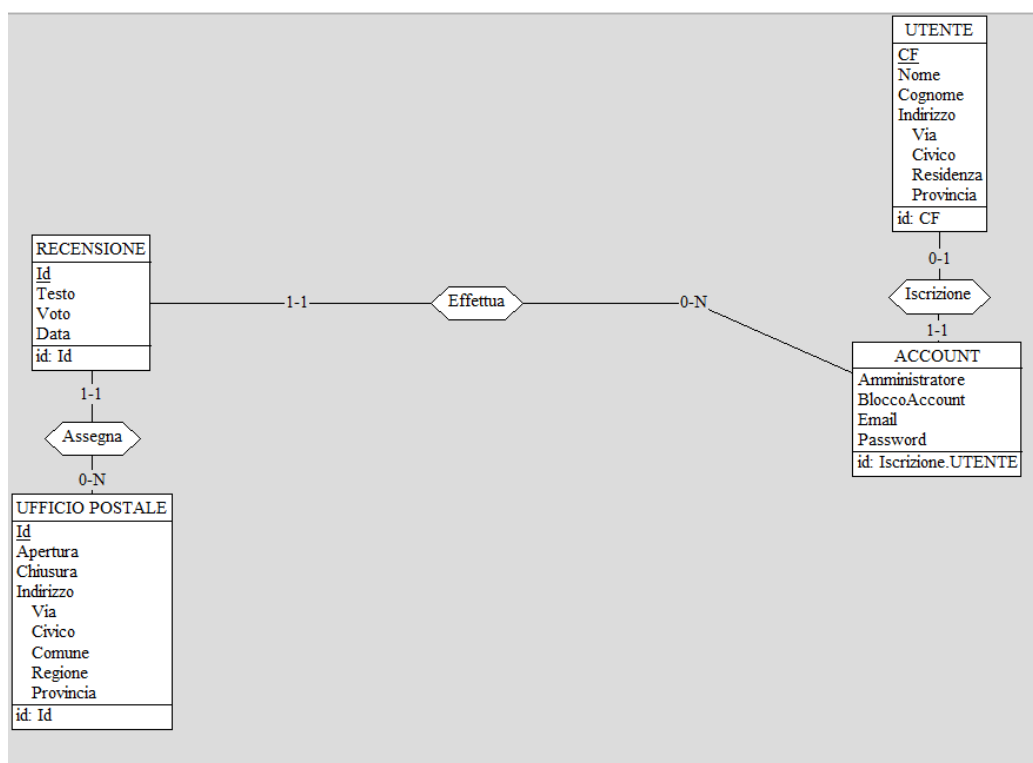 UTENTE
CF
Nome
Cognome
Indirizzo
Via
Civico
Residenza
Provincia
id: CF
0-1
Iscrizione
1-1
ACCOUNT
Amministratore
BloccoAccount
Email
Password
id: Iscrizione.UTENTE
RECENSIONE
Id
Testo
Voto
Data
id: Id
1-1
Effettua
0-N
1-1
Assegna
0-N
UFFICIO POSTALE
Id
Apertura
Chiusura
Indirizzo
Via
Civico
Comune
Regione
Provincia
id: Id